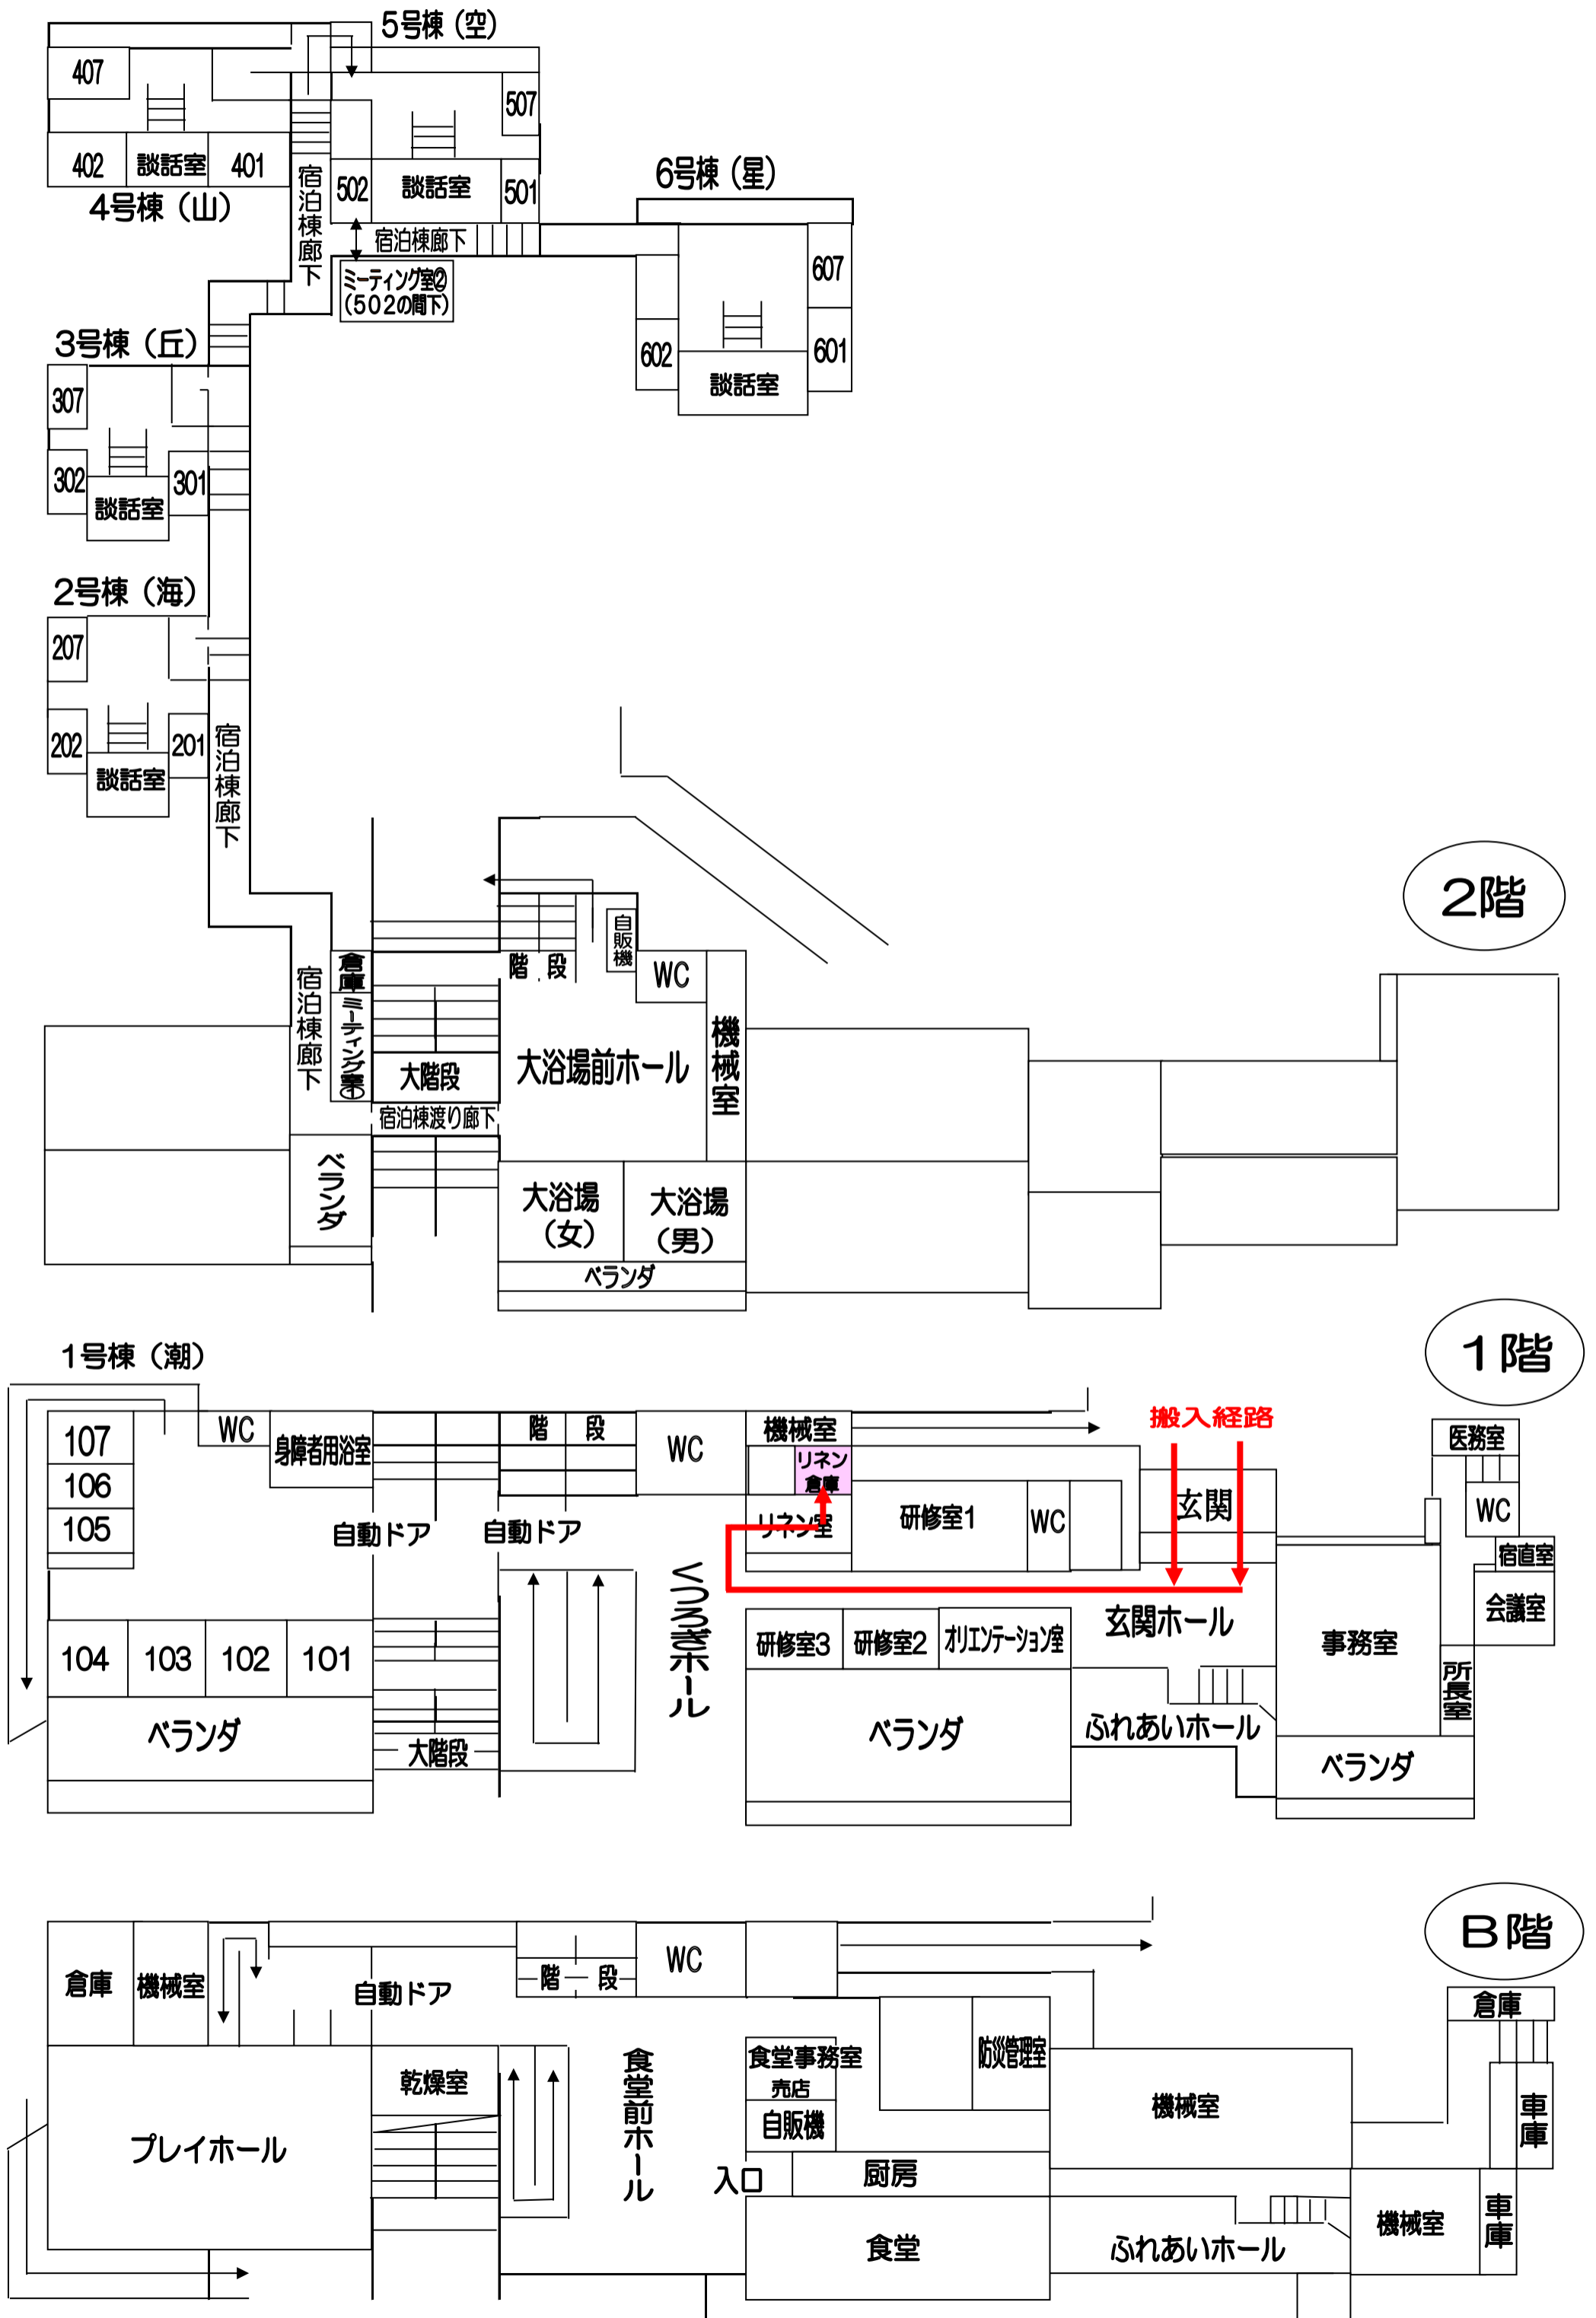 5号棟（空）
407
507
402
談話室
401
4号棟（山）
宿泊棟廊下
502
談話室
501
6号棟（星）
宿泊棟廊下
ミーティング室②
（502の間下）
607
602
601
談話室
3号棟（丘）
307
302
301
談話室
2号棟（海）
207
202
201
談話室
宿泊棟廊下
2階
自販機
階 段
WC
倉庫
ミーティング室①
宿泊棟廊下
大階段
大浴場前ホール
機械室
宿泊棟渡り廊下
ベランダ
大浴場
（女）
大浴場
（男）
ベランダ
1階
1号棟（潮）
107
WC
身障者用浴室
106
105
階 段
WC
機械室
リネン
倉庫
リネン室
搬入経路
玄関
医務室
WC
宿直室
会議室
自動ドア
自動ドア
研修室1
WC
くつろぎホール
玄関ホール
事務室
所長室
104
103
102
101
研修室3
研修室2
オリエンテーション室
ベランダ
大階段
ベランダ
ふれあいホール
ベランダ
B階
倉庫
機械室
自動ドア
階 段
WC
倉庫
防災管理室
食堂事務室
売店
自販機
乾燥室
食堂前ホール
機械室
車庫
プレイホール
入口
厨房
食堂
ふれあいホール
機械室
車庫